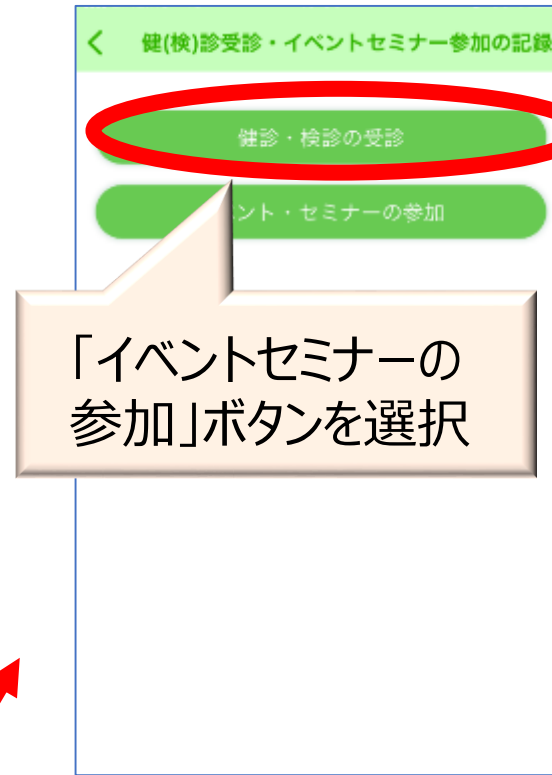 健(検)診受診・イベントセミナー参加の記録
健診・検診の受診
ント・セミナーの参加
「イベントセミナーの
参加」ボタンを選択